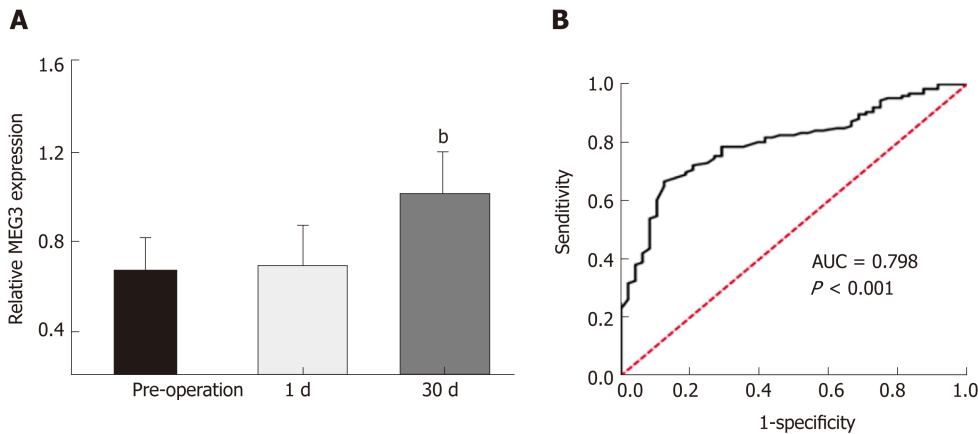 A
Relative MEG3 expression
1.6
1.2
0.8
0.4
b
Pre-operation
1 d
30 d
B
Senditivity
1.0
0.8
0.6
0.4
0.2
0.0
AUC = 0.798
P < 0.001
0.0 0.2 0.4 0.6 0.8 1.0
1-specificity